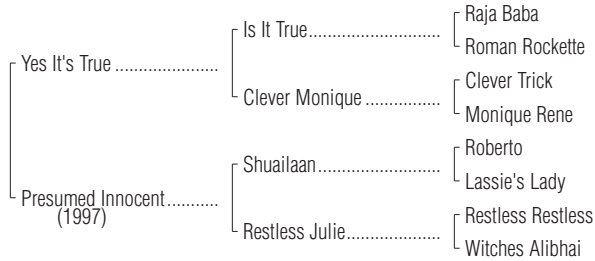 Raja Baba
Is It True
Roman Rockette
Yes It's True
Clever Trick
Clever Monique
Monique Rene
Roberto
Shuailaan
Lassie's Lady
Presumed Innocent
(1997)
Restless Restless
Restless Julie
Witches Alibhai